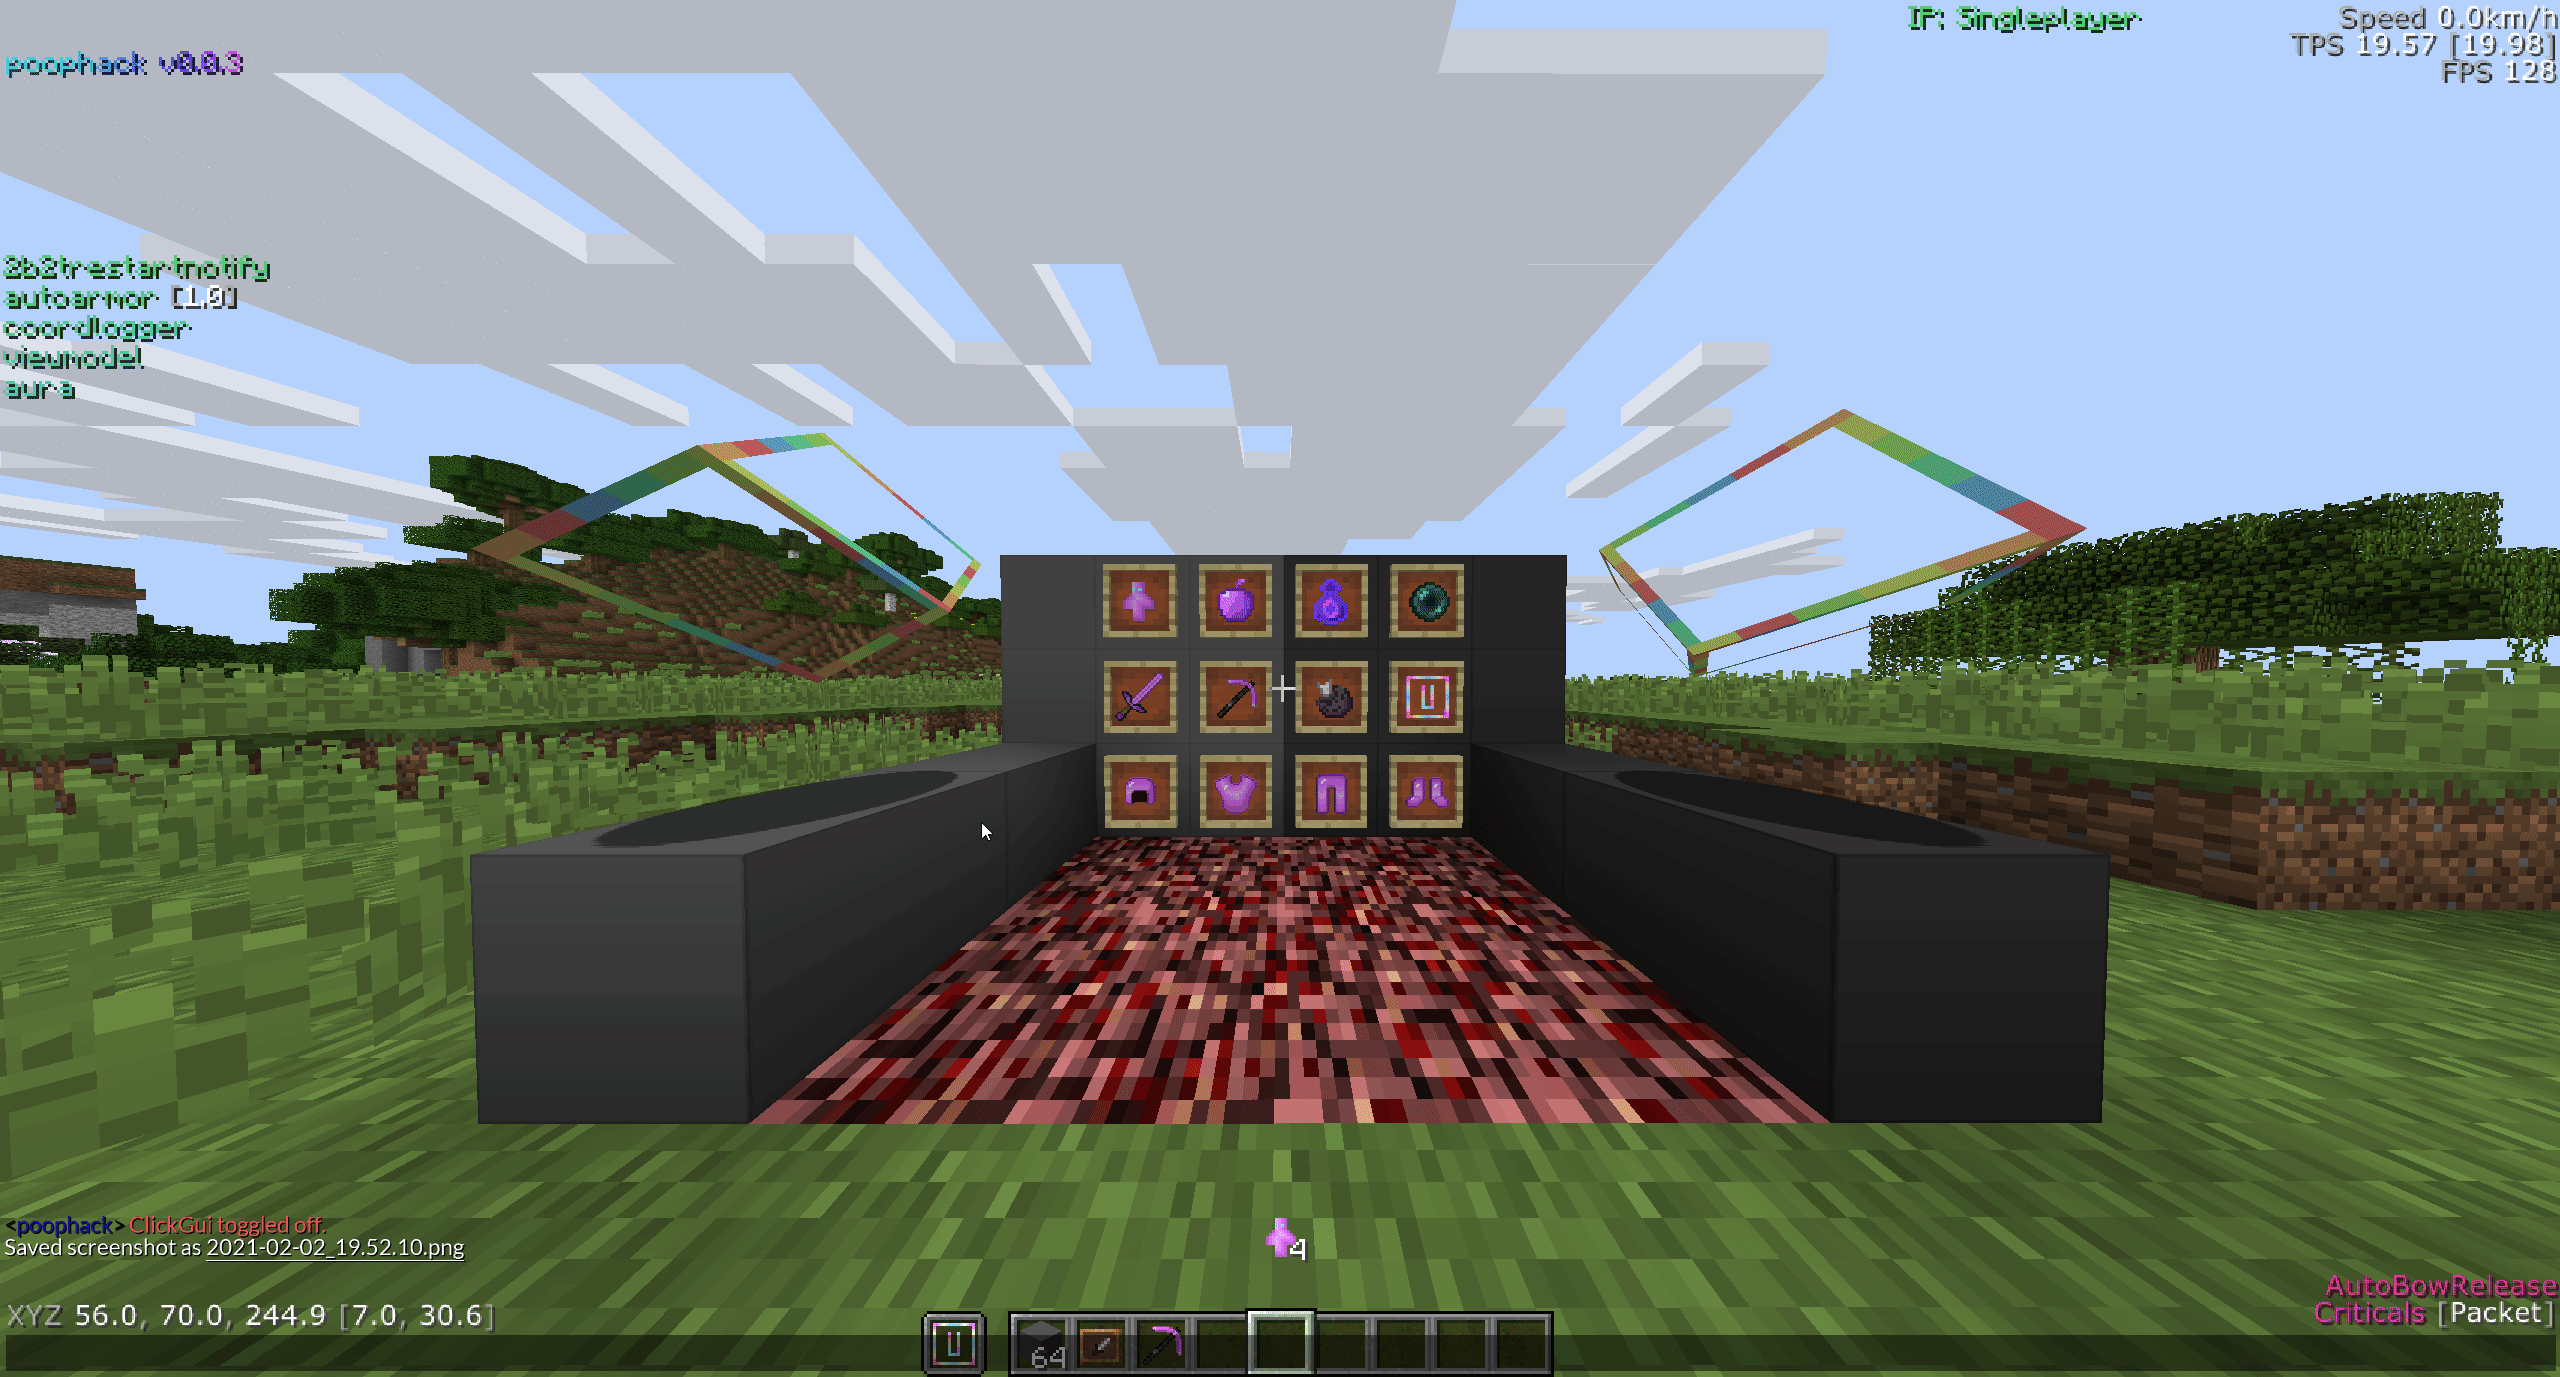 IP: Singleplayer
Speed 0.0km/h
TPS 19.57 [19.98]
FPS 128
poophack v0.0.3
2b2trestartnotify
autoarmor [1.0]
coordlogger
viewmodel
aura
U
<poophack> ClickGui toggled off.
Saved screenshot as 2021-02-02_19.52.10.png
4
AutoBowRelease
Criticals [Packet]
XYZ 56.0, 70.0, 244.9 [7.0, 30.6]
U
64